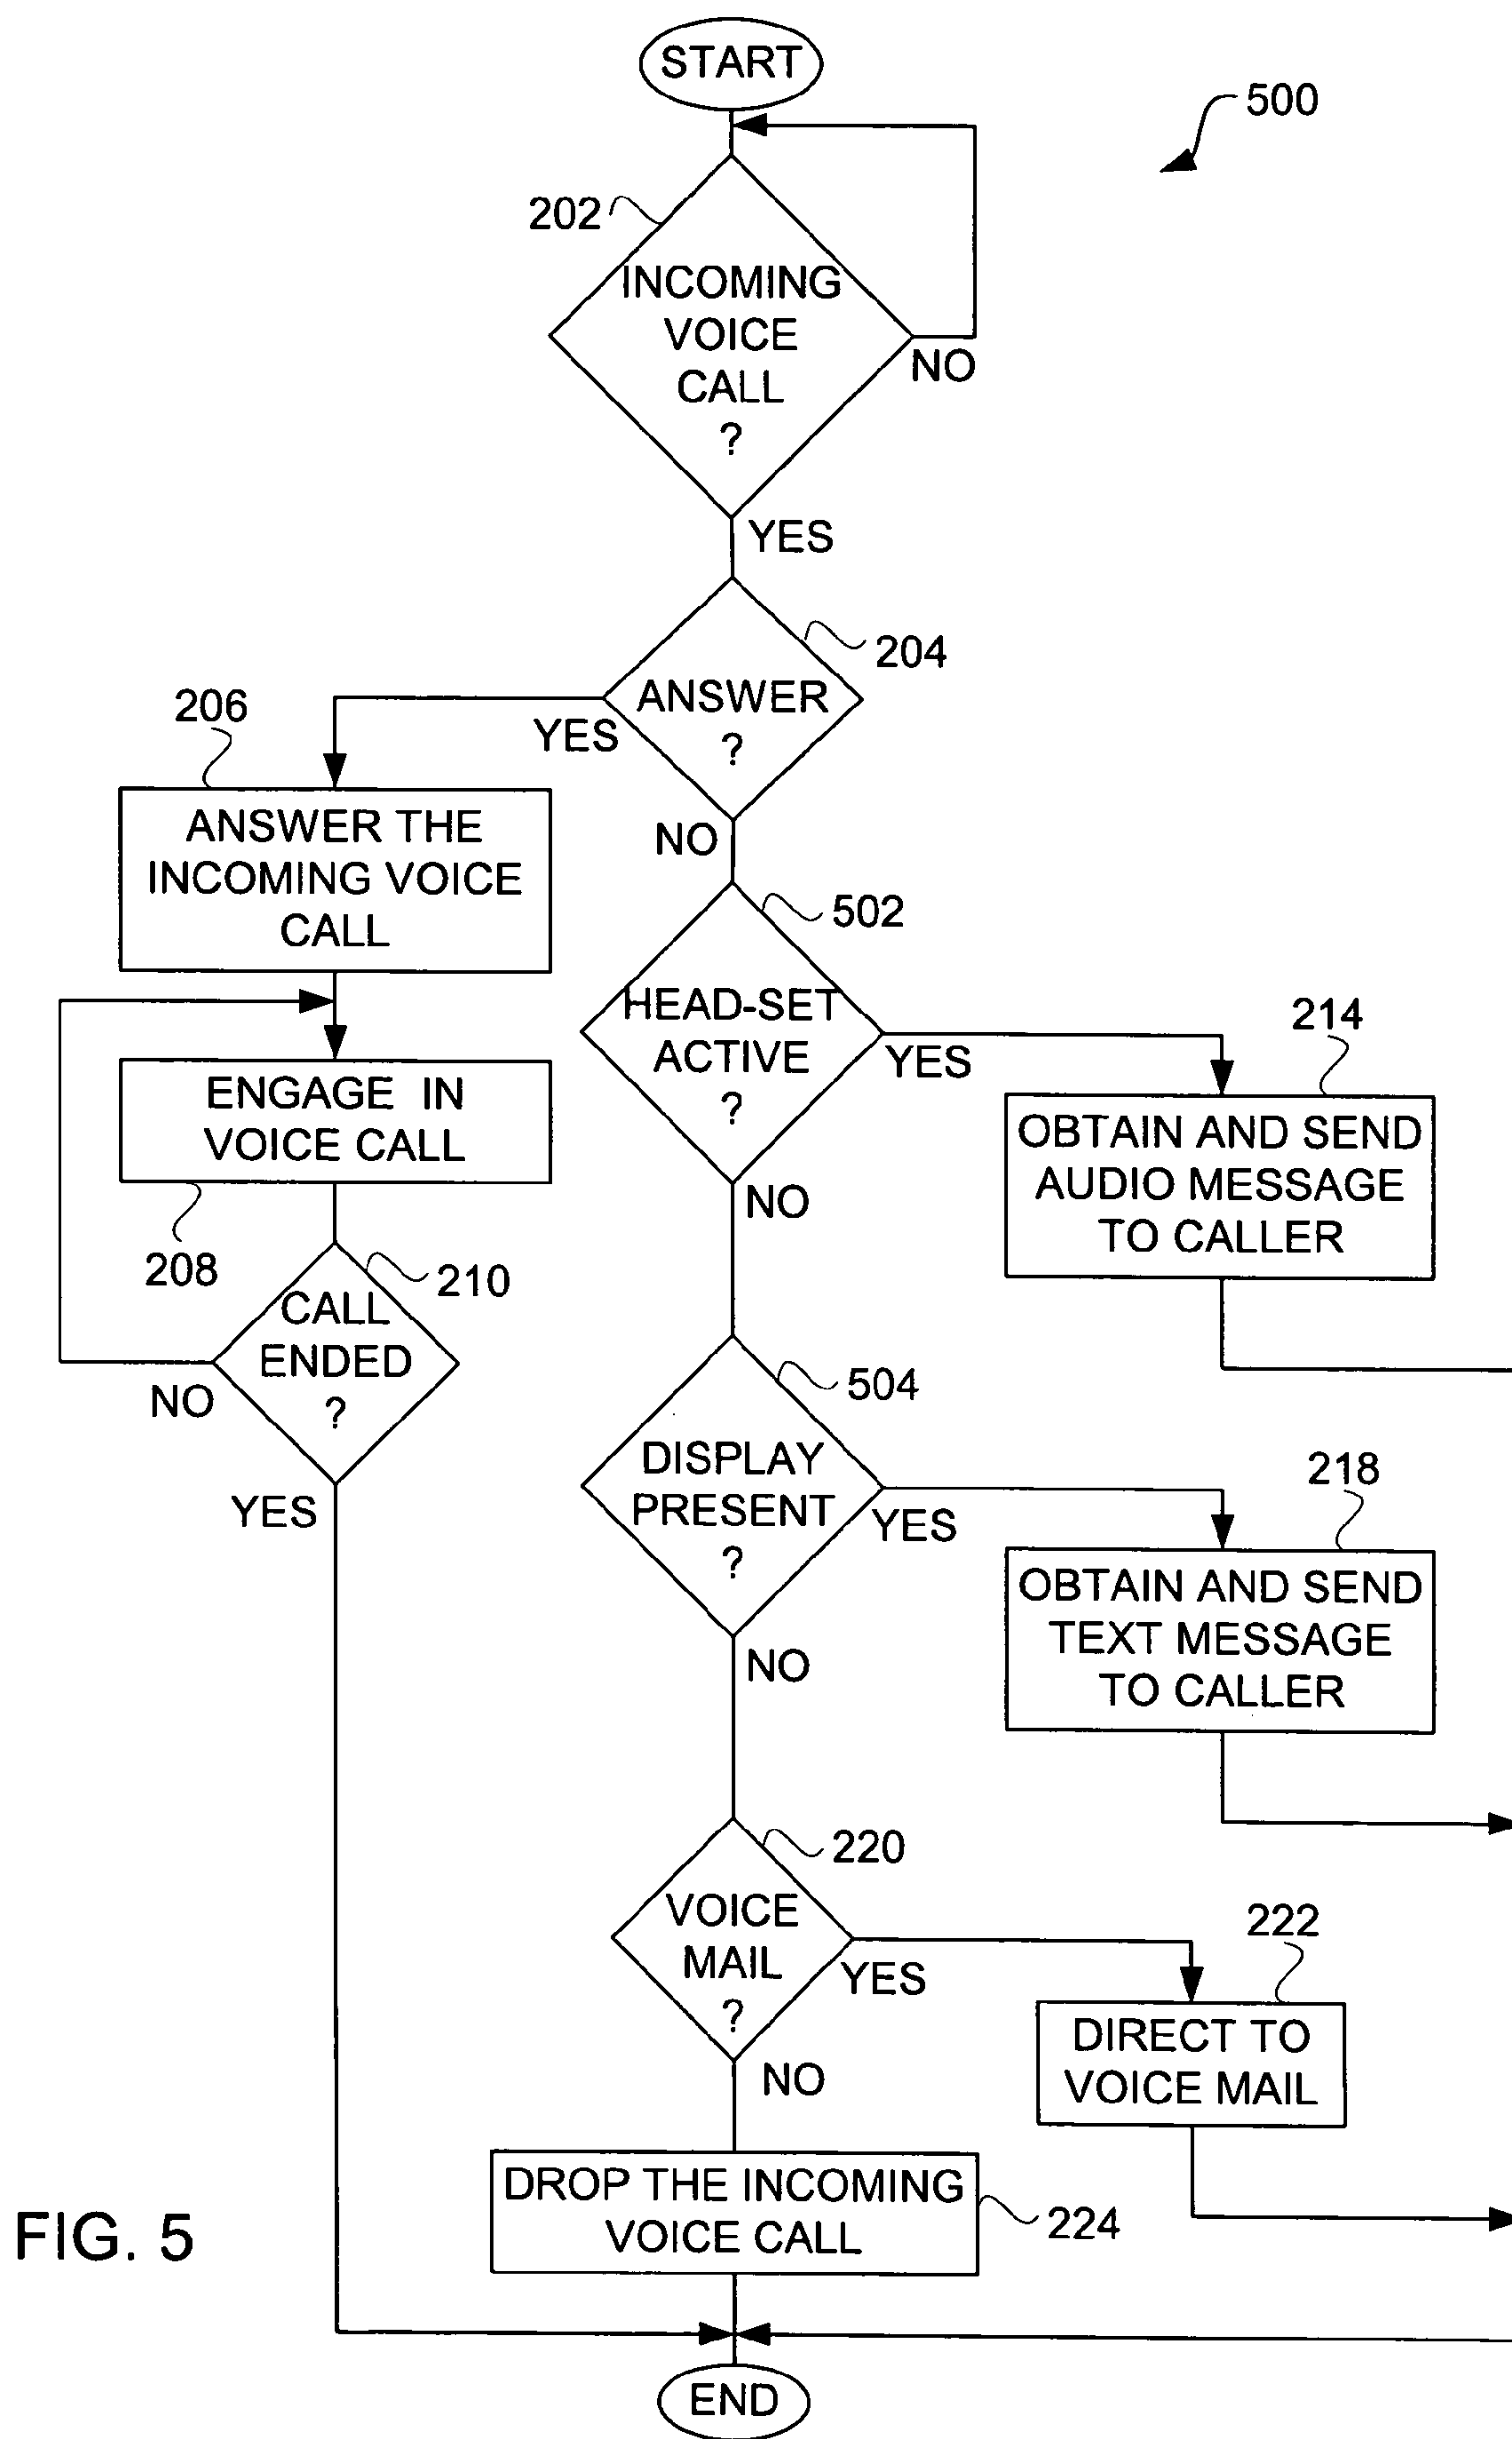 START
500
202
INCOMING
VOICE
CALL
?
NO
YES
204
ANSWER
?
YES
NO
206
ANSWER THE
INCOMING VOICE
CALL
502
HEAD-SET
ACTIVE
?
YES
NO
214
OBTAIN AND SEND
AUDIO MESSAGE
TO CALLER
ENGAGE IN
VOICE CALL
208
210
CALL
ENDED
?
NO
YES
504
DISPLAY
PRESENT
?
YES
NO
218
OBTAIN AND SEND
TEXT MESSAGE
TO CALLER
220
VOICE
MAIL
?
YES
NO
222
DIRECT TO
VOICE MAIL
DROP THE INCOMING
VOICE CALL
224
FIG. 5
END